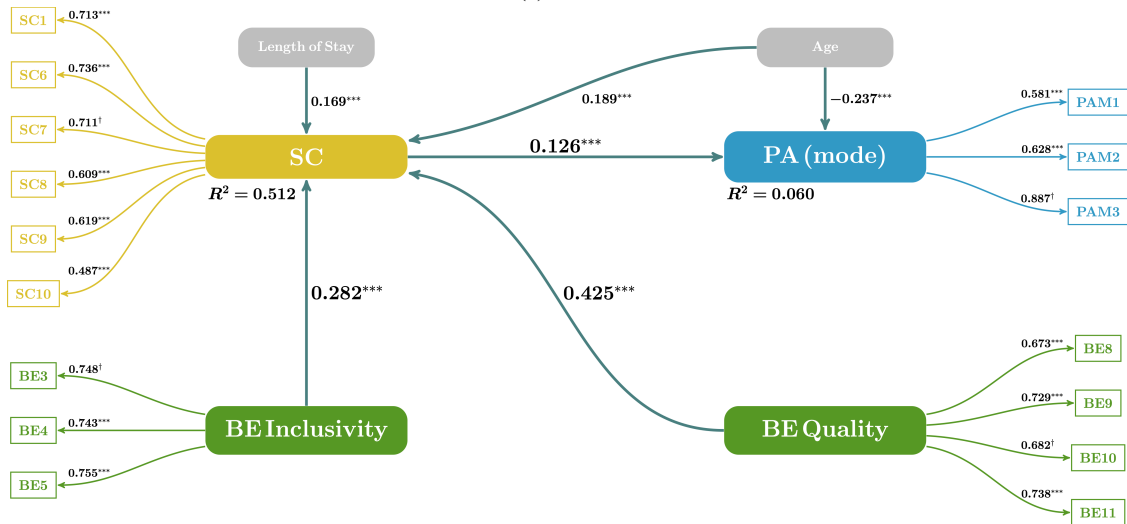 SC1
0.713***
Length of Stay
Age
SC6
0.736***
0.169***
0.189***
−0.237***
0.581***
PAM1
SC7
0.711†
SC
0.126***
PA (mode)
0.628***
PAM2
SC8
0.609***
R² = 0.512
R² = 0.060
0.887†
PAM3
SC9
0.619***
SC10
0.487***
0.282***
0.425***
BE3
0.748†
0.673***
BE8
BE4
0.743***
BE Inclusivity
BE Quality
0.729***
BE9
BE5
0.755***
0.682†
BE10
0.738***
BE11